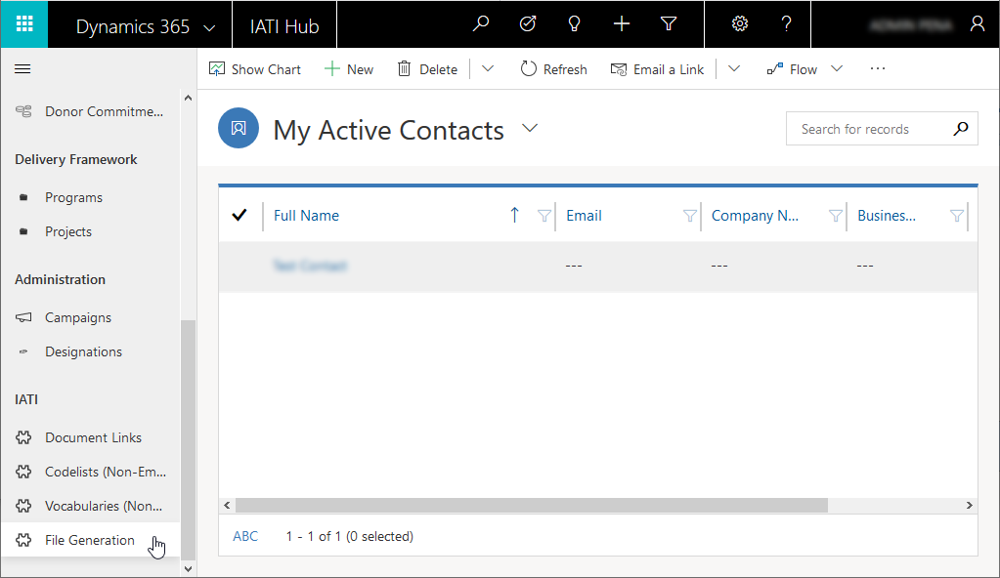 Dynamics 365
IATI Hub
Show Chart
New
Delete
Refresh
Email a Link
Flow
Donor Commitme...
Delivery Framework
Programs
Projects
Administration
Campaigns
Designations
IATI
Document Links
Codelists (Non-Em...
Vocabularies (Non...
File Generation
My Active Contacts
Search for records
Full Name
Email
Company N...
Busines...
---
---
---
ABC
1 - 1 of 1 (0 selected)